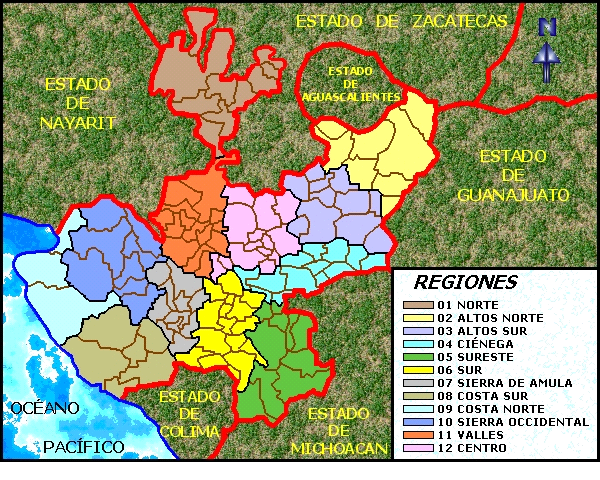 ESTADO DE ZACATECAS
N
ESTADO
DE
AGUASCALIENTES
ESTADO
DE
NAYARIT
ESTADO
DE
GUANAJUATO
REGIONES
01 NORTE
02 ALTOS NORTE
03 ALTOS SUR
04 CIÉNEGA
05 SURESTE
06 SUR
07 SIERRA DE AMULA
08 COSTA SUR
09 COSTA NORTE
10 SIERRA OCCIDENTAL
11 VALLES
12 CENTRO
ESTADO
DE
COLIMA
ESTADO
DE
MICHOACAN
OCÉANO
PACÍFICO